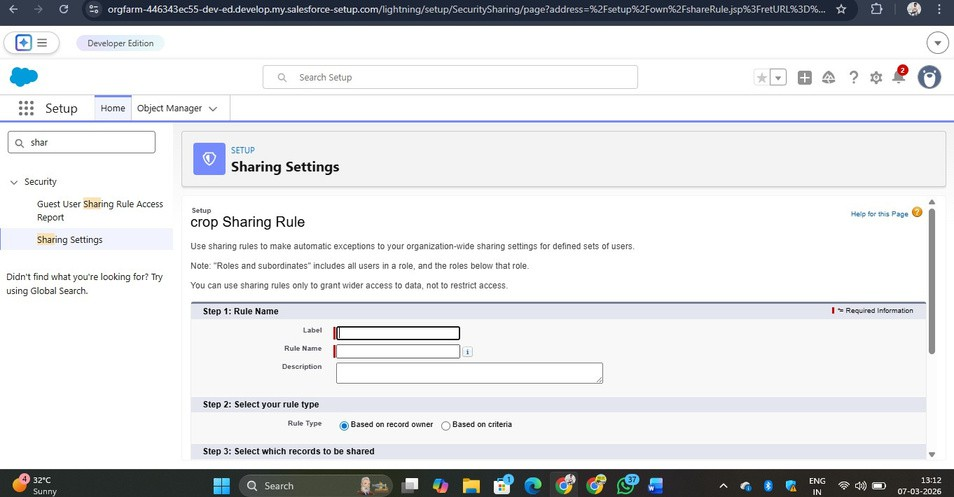 orgfarm-446343ec55-dev-ed.develop.my.salesforce-setup.com/lightning/setup/SecuritySharing/page?address=%2Fsetup%2Fown%2FshareRule.jsp%3FretURL%3D%...
Developer Edition
Search Setup
2
Setup
Home
Object Manager
shar
Security
Guest User Sharing Rule Access
Report
Sharing Settings
Didn't find what you're looking for? Try
using Global Search.
SETUP
Sharing Settings
Setup
crop Sharing Rule
Help for this Page
Use sharing rules to make automatic exceptions to your organization-wide sharing settings for defined sets of users.
Note: "Roles and subordinates" includes all users in a role, and the roles below that role.
You can use sharing rules only to grant wider access to data, not to restrict access.
Step 1: Rule Name
= Required Information
Label
Rule Name
i
Description
Step 2: Select your rule type
Rule Type
Based on record owner
Based on criteria
Step 3: Select which records to be shared
4
32°C
Sunny
Search
1
37
ENG
IN
13:12
07-03-2026